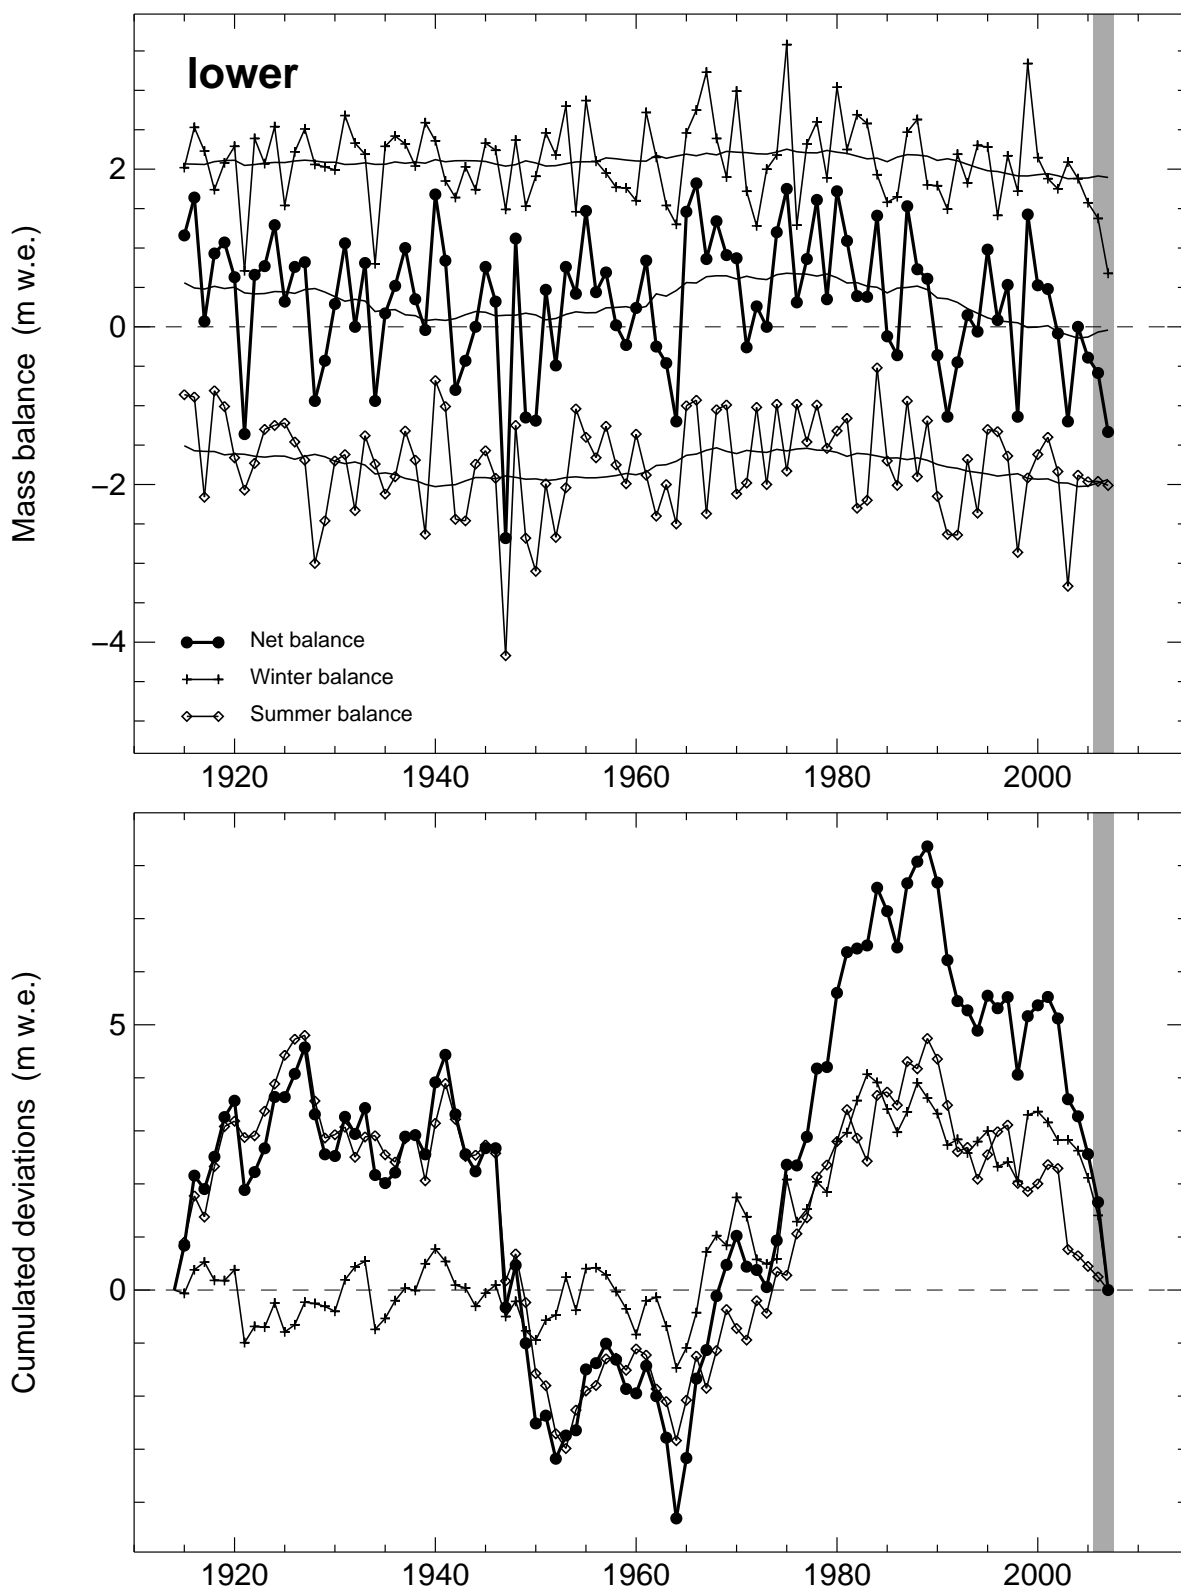 lower
2
0
−2
−4
Mass balance (m w.e.)
Net balance
Winter balance
Summer balance
1920 1940 1960 1980 2000
5
0
Cumulated deviations (m w.e.)
1920 1940 1960 1980 2000